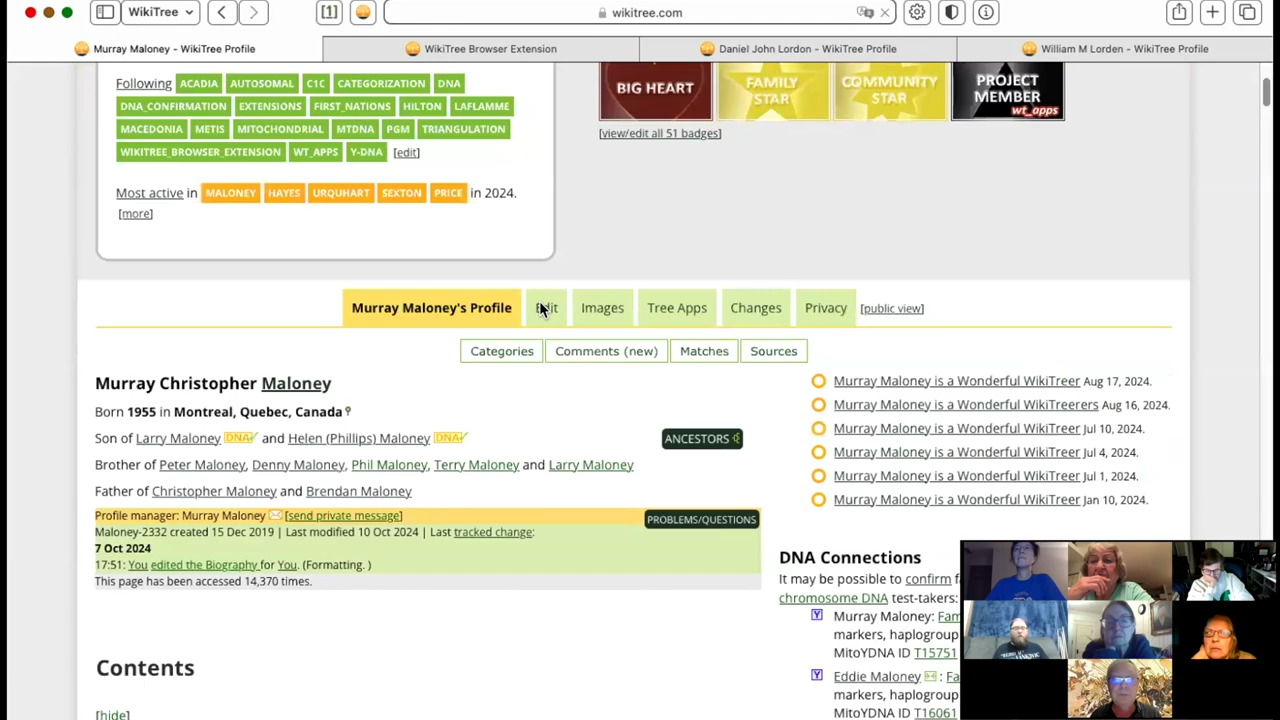 WikiTree
[1]
wikitree.com
Murray Maloney - WikiTree Profile
WikiTree Browser Extension
Daniel John Lordon - WikiTree Profile
William M Lorden - WikiTree Profile
Following ACADIA AUTOSOMAL C1C CATEGORIZATION DNA
DNA_CONFIRMATION EXTENSIONS FIRST_NATIONS HILTON LAFLAMME
MACEDONIA METIS MITOCHONDRIAL MTDNA PGM TRIANGULATION
WIKITREE_BROWSER_EXTENSION WT_APPS Y-DNA [edit]
Most active in MALONEY HAYES URQUHART SEXTON PRICE in 2024.
[more]
BIG HEART
FAMILY
STAR
COMMUNITY
STAR
PROJECT
MEMBER
wt_apps
[view/edit all 51 badges]
Murray Maloney's Profile
Edit
Images
Tree Apps
Changes
Privacy
[public view]
Categories
Comments (new)
Matches
Sources
Murray Christopher Maloney
Born 1955 in Montreal, Quebec, Canada
Son of Larry Maloney DNA and Helen (Phillips) Maloney DNA
ANCESTORS
Brother of Peter Maloney, Denny Maloney, Phil Maloney, Terry Maloney and Larry Maloney
Father of Christopher Maloney and Brendan Maloney
Profile manager: Murray Maloney [send private message]
PROBLEMS/QUESTIONS
Maloney-2332 created 15 Dec 2019 | Last modified 10 Oct 2024 | Last tracked change:
7 Oct 2024
17:51: You edited the Biography for You. (Formatting. )
This page has been accessed 14,370 times.
Contents
[hide]
Murray Maloney is a Wonderful WikiTreer Aug 17, 2024.
Murray Maloney is a Wonderful WikiTreerers Aug 16, 2024.
Murray Maloney is a Wonderful WikiTreer Jul 10, 2024.
Murray Maloney is a Wonderful WikiTreer Jul 4, 2024.
Murray Maloney is a Wonderful WikiTreer Jul 1, 2024.
Murray Maloney is a Wonderful WikiTreer Jan 10, 2024.
DNA Connections
It may be possible to confirm
chromosome DNA test-takers:
Y Murray Maloney:
markers, haplogroup
MitoYDNA ID T15751
Y Eddie Maloney :
markers, haplogroup
MitoYDNA ID T16061